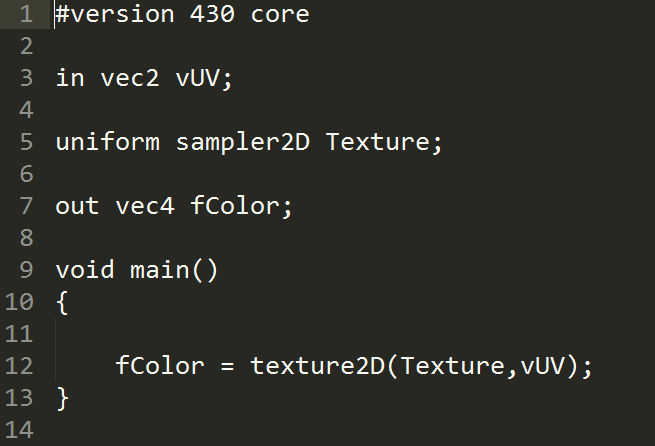 1 #version 430 core
2
3 in vec2 vUV;
4
5 uniform sampler2D Texture;
6
7 out vec4 fColor;
8
9 void main()
10 {
11
12     fColor = texture2D(Texture,vUV);
13 }
14